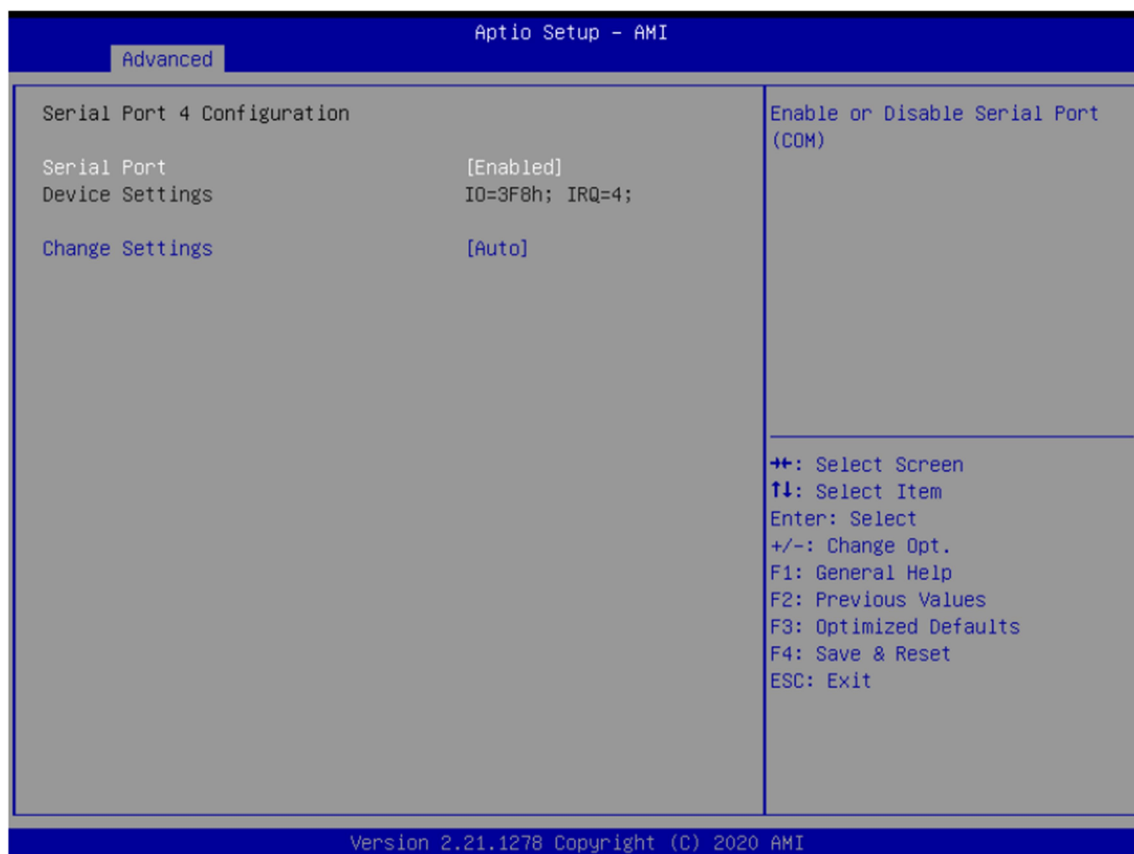 Aptio Setup - AMI
Advanced
Serial Port 4 Configuration
Serial Port [Enabled]
Device Settings IO=3F8h; IRQ=4;
Change Settings [Auto]
Enable or Disable Serial Port
(COM)
→←: Select Screen
↑↓: Select Item
Enter: Select
+/-: Change Opt.
F1: General Help
F2: Previous Values
F3: Optimized Defaults
F4: Save & Reset
ESC: Exit
Version 2.21.1278 Copyright (C) 2020 AMI